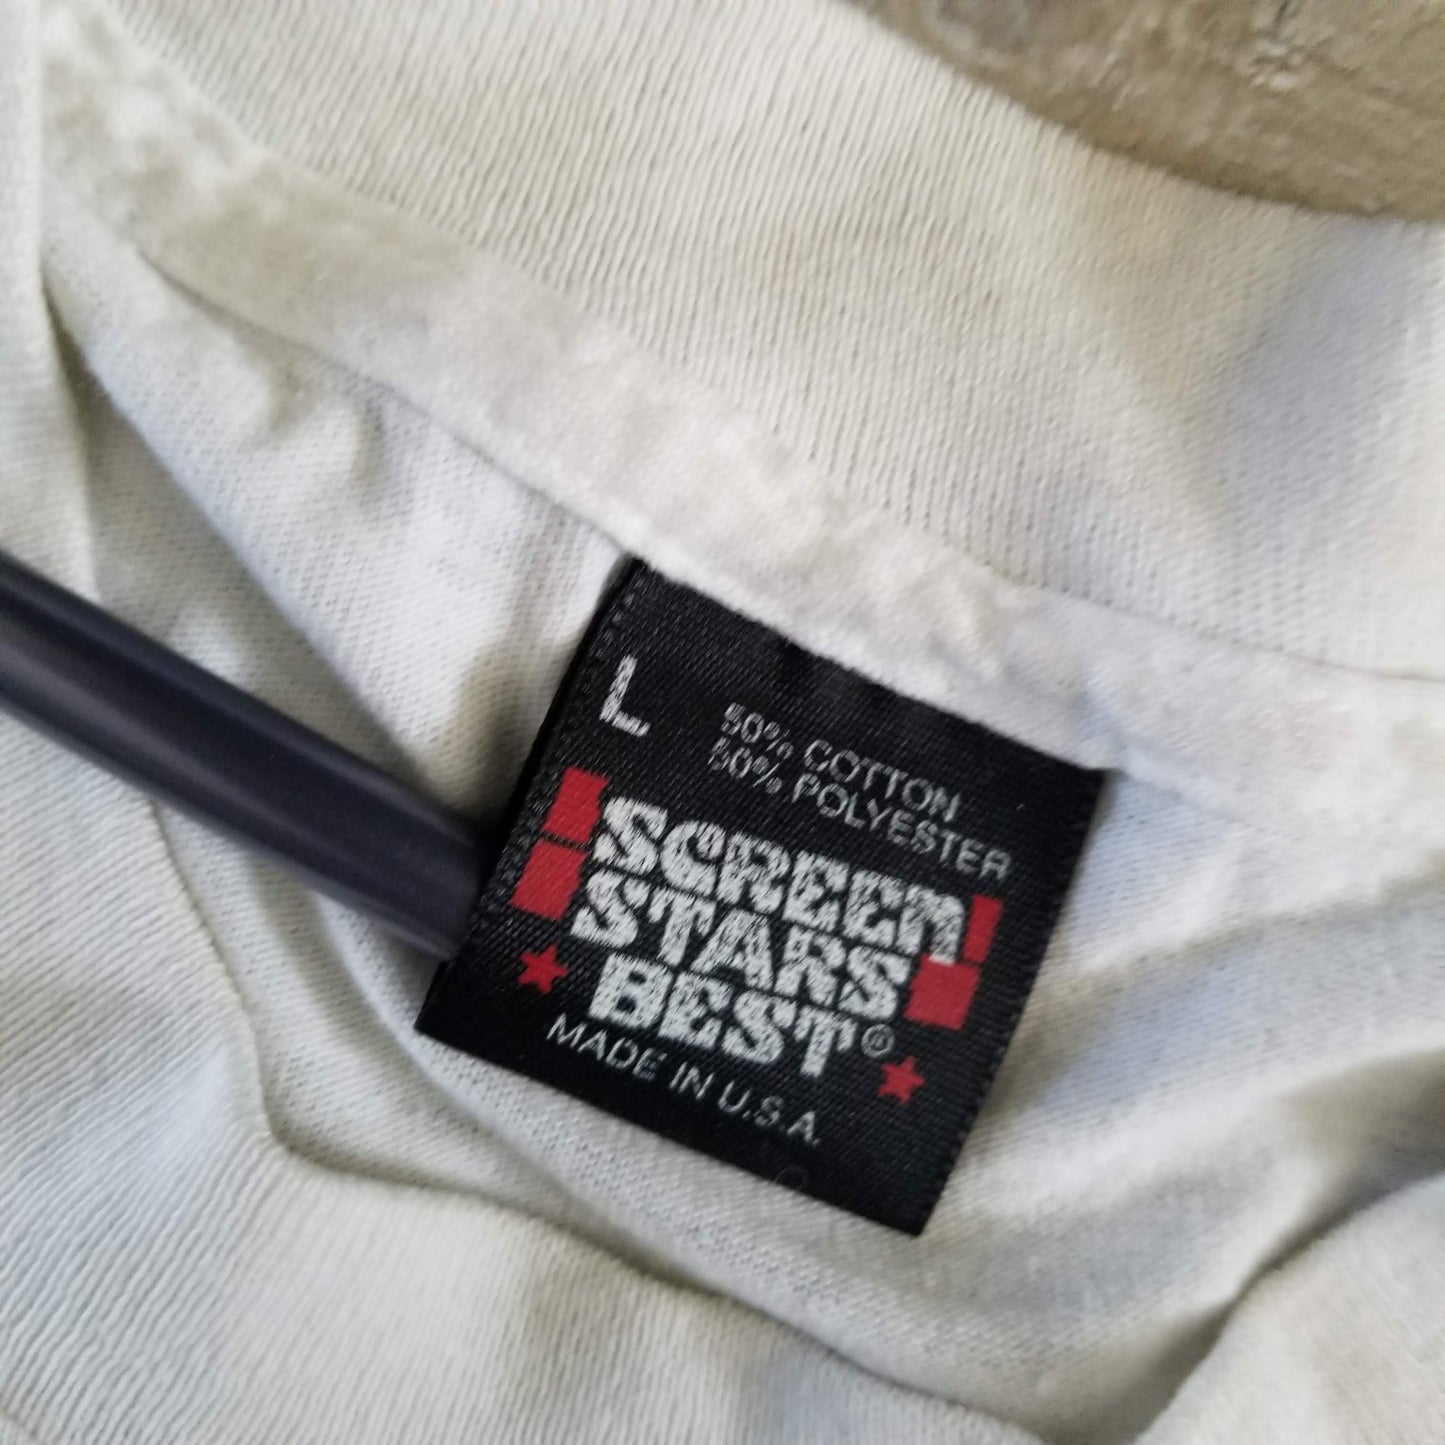 L
50% COTTON
50% POLYESTER
SCREEN
STARS
BEST®
MADE IN U.S.A.